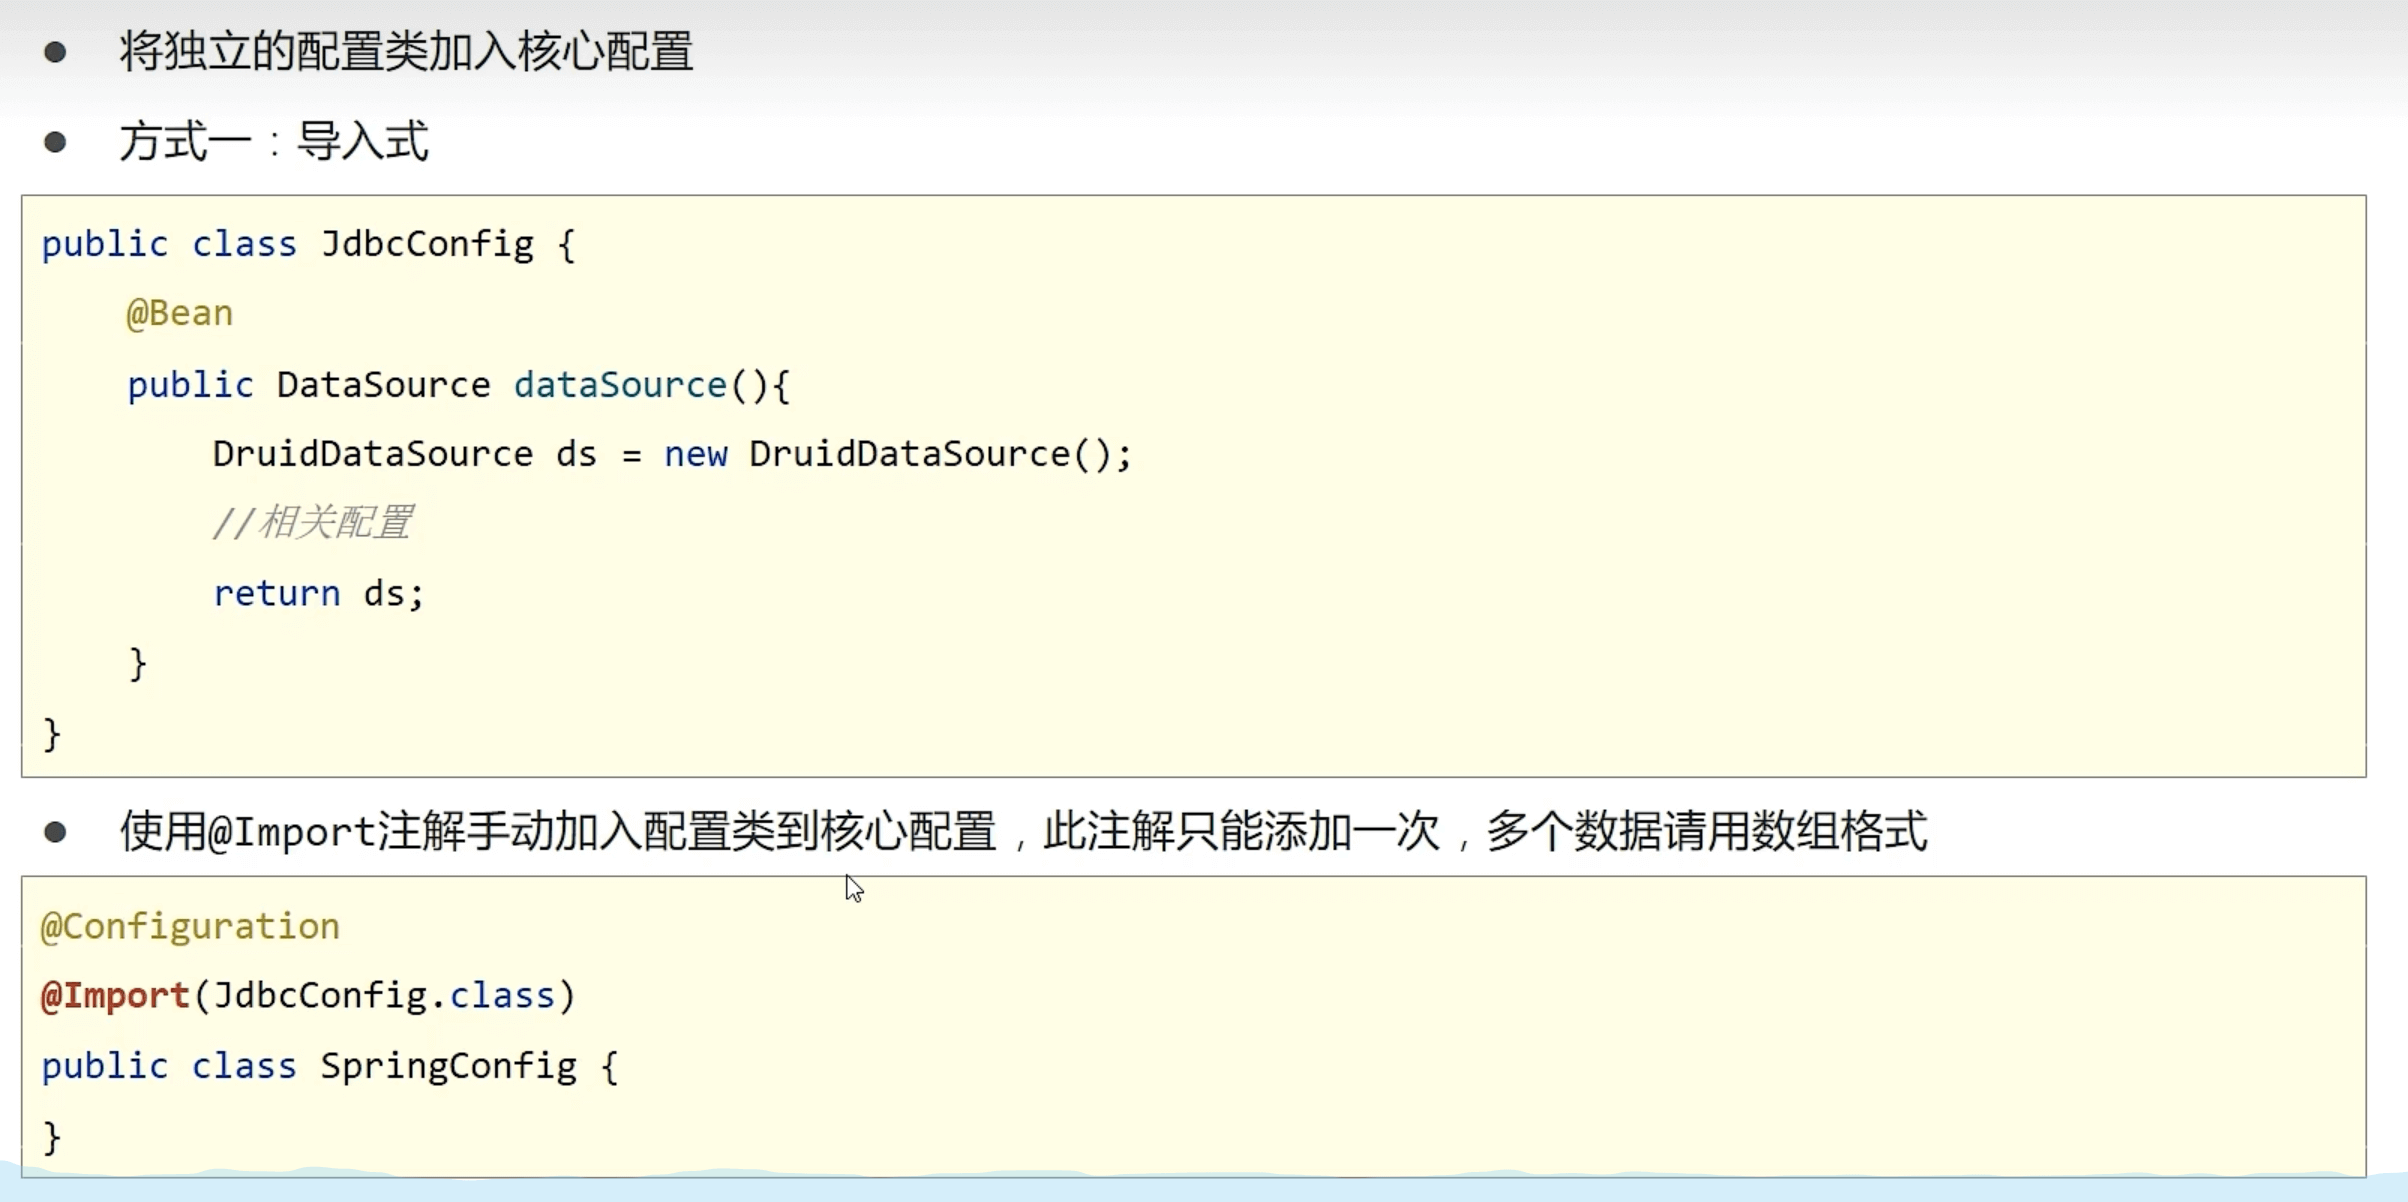 ● 将独立的配置类加入核心配置
● 方式一：导入式
public class JdbcConfig {
    @Bean
    public DataSource dataSource(){
        DruidDataSource ds = new DruidDataSource();
        //相关配置
        return ds;
    }
}
● 使用@Import注解手动加入配置类到核心配置，此注解只能添加一次，多个数据请用数组格式
@Configuration
@Import(JdbcConfig.class)
public class SpringConfig {
}